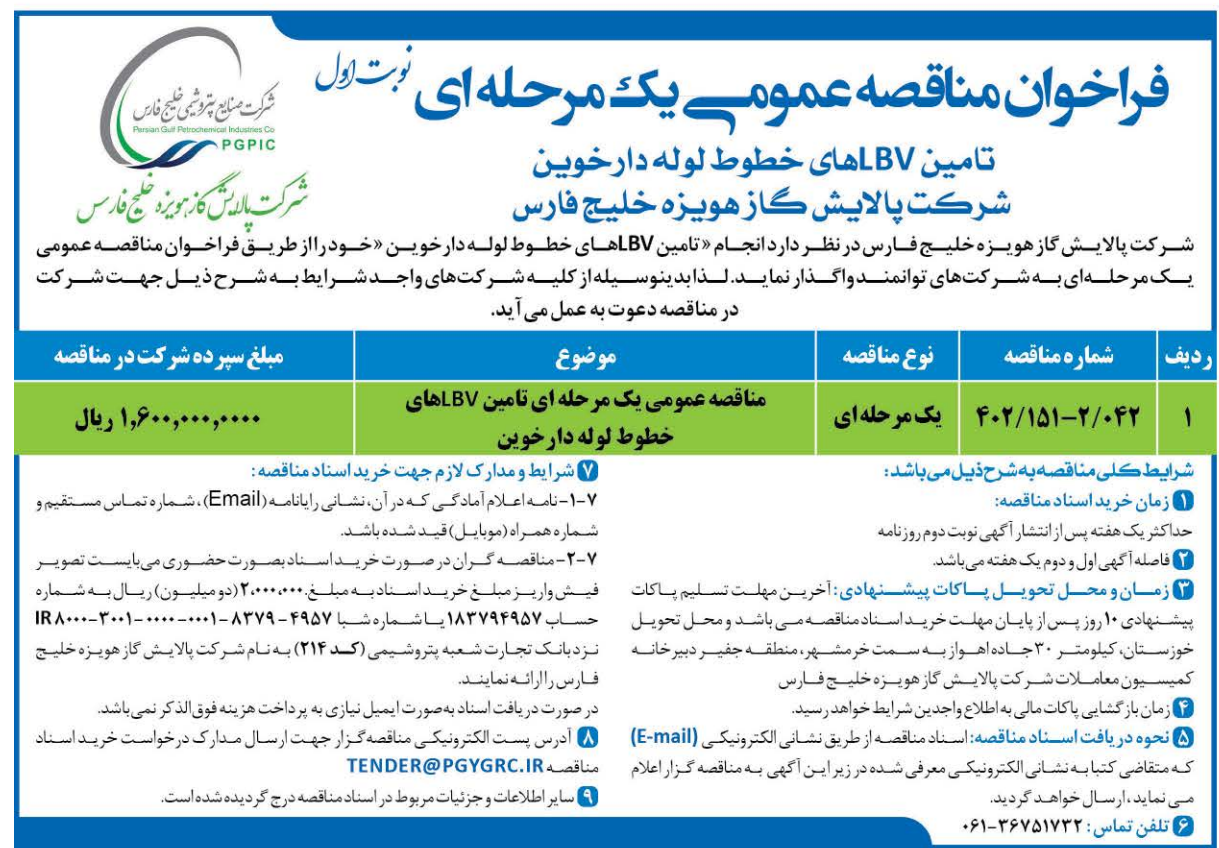 فراخوان مناقصه عمومی یک مرحله ای نوبت اول
شرکت صنایع پتروشیمی خلیج فارس
Persian Gulf Petrochemical Industries Co
PGPIC
شرکت پالایش گاز هویزه خلیج فارس
تامین LBVهای خطوط لوله دارخوین
شرکت پالایش گاز هویزه خلیج فارس
شرکت پالایش گاز هویزه خلیج فارس در نظر دارد انجام «تامین LBVهای خطوط لوله دارخوین «خود را از طریق فراخوان مناقصه عمومی
یک مرحله‌ای به شرکت‌های توانمند واگذار نماید. لذا بدینوسیله از کلیه شرکت‌های واجد شرایط به شرح ذیل جهت شرکت
در مناقصه دعوت به عمل می آید.
ردیف شماره مناقصه نوع مناقصه موضوع مبلغ سپرده شرکت در مناقصه
۱ ۴۰۲/۱۵۱-۲/۰۴۲ یک مرحله ای مناقصه عمومی یک مرحله ای تامین LBVهای
خطوط لوله دارخوین ۱,۶۰۰,۰۰۰,۰۰۰۰ ریال
شرایط کلی مناقصه به شرح ذیل می باشد:
۱ زمان خرید اسناد مناقصه:
حداکثر یک هفته پس از انتشار آگهی نوبت دوم روزنامه
۲ فاصله آگهی اول و دوم یک هفته می‌باشد.
۳ زمان و محل تحویل پاکات پیشنهادی: آخرین مهلت تسلیم پاکات
پیشنهادی ۱۰ روز پس از پایان مهلت خرید اسناد مناقصه می باشد و محل تحویل
خوزستان، کیلومتر ۳۰ جاده اهواز به سمت خرمشهر، منطقه جفیر دبیرخانه
کمیسیون معاملات شرکت پالایش گاز هویزه خلیج فارس
۴ زمان بازگشایی پاکات مالی به اطلاع واجدین شرایط خواهد رسید.
۵ نحوه دریافت اسناد مناقصه: اسناد مناقصه از طریق نشانی الکترونیکی (E-mail)
که متقاضی کتبا به نشانی الکترونیکی معرفی شده در زیر این آگهی به مناقصه گزار اعلام
می نماید، ارسال خواهد گردید.
۶ تلفن تماس: ۰۶۱-۳۶۷۵۱۷۳۲
۷ شرایط و مدارک لازم جهت خرید اسناد مناقصه:
۷-۱- نامه اعلام آمادگی که در آن، نشانی رایانامه (Email)، شماره تماس مستقیم و
شماره همراه (موبایل) قید شده باشد.
۷-۲- مناقصه گران در صورت خرید اسناد بصورت حضوری می‌بایست تصویر
فیش واریز مبلغ خرید اسناد به مبلغ ۲،۰۰۰،۰۰۰ (دو میلیون) ریال به شماره
حساب ۱۸۳۷۹۴۹۵۷ یا شماره شبا IR۸۰۰۰-۳۰۰۱-۰۰۰۰-۰۰۰۱-۸۳۷۹-۴۹۵۷
نزد بانک تجارت شعبه پتروشیمی (کد ۲۱۴) به نام شرکت پالایش گاز هویزه خلیج
فارس را ارائه نمایند.
در صورت دریافت اسناد به‌صورت ایمیل نیازی به پرداخت هزینه فوق الذکر نمی‌باشد.
۸ آدرس پست الکترونیکی مناقصه گزار جهت ارسال مدارک درخواست خرید اسناد
مناقصه TENDER@PGYGRC.IR
۹ سایر اطلاعات و جزئیات مربوط در اسناد مناقصه درج گردیده شده است.